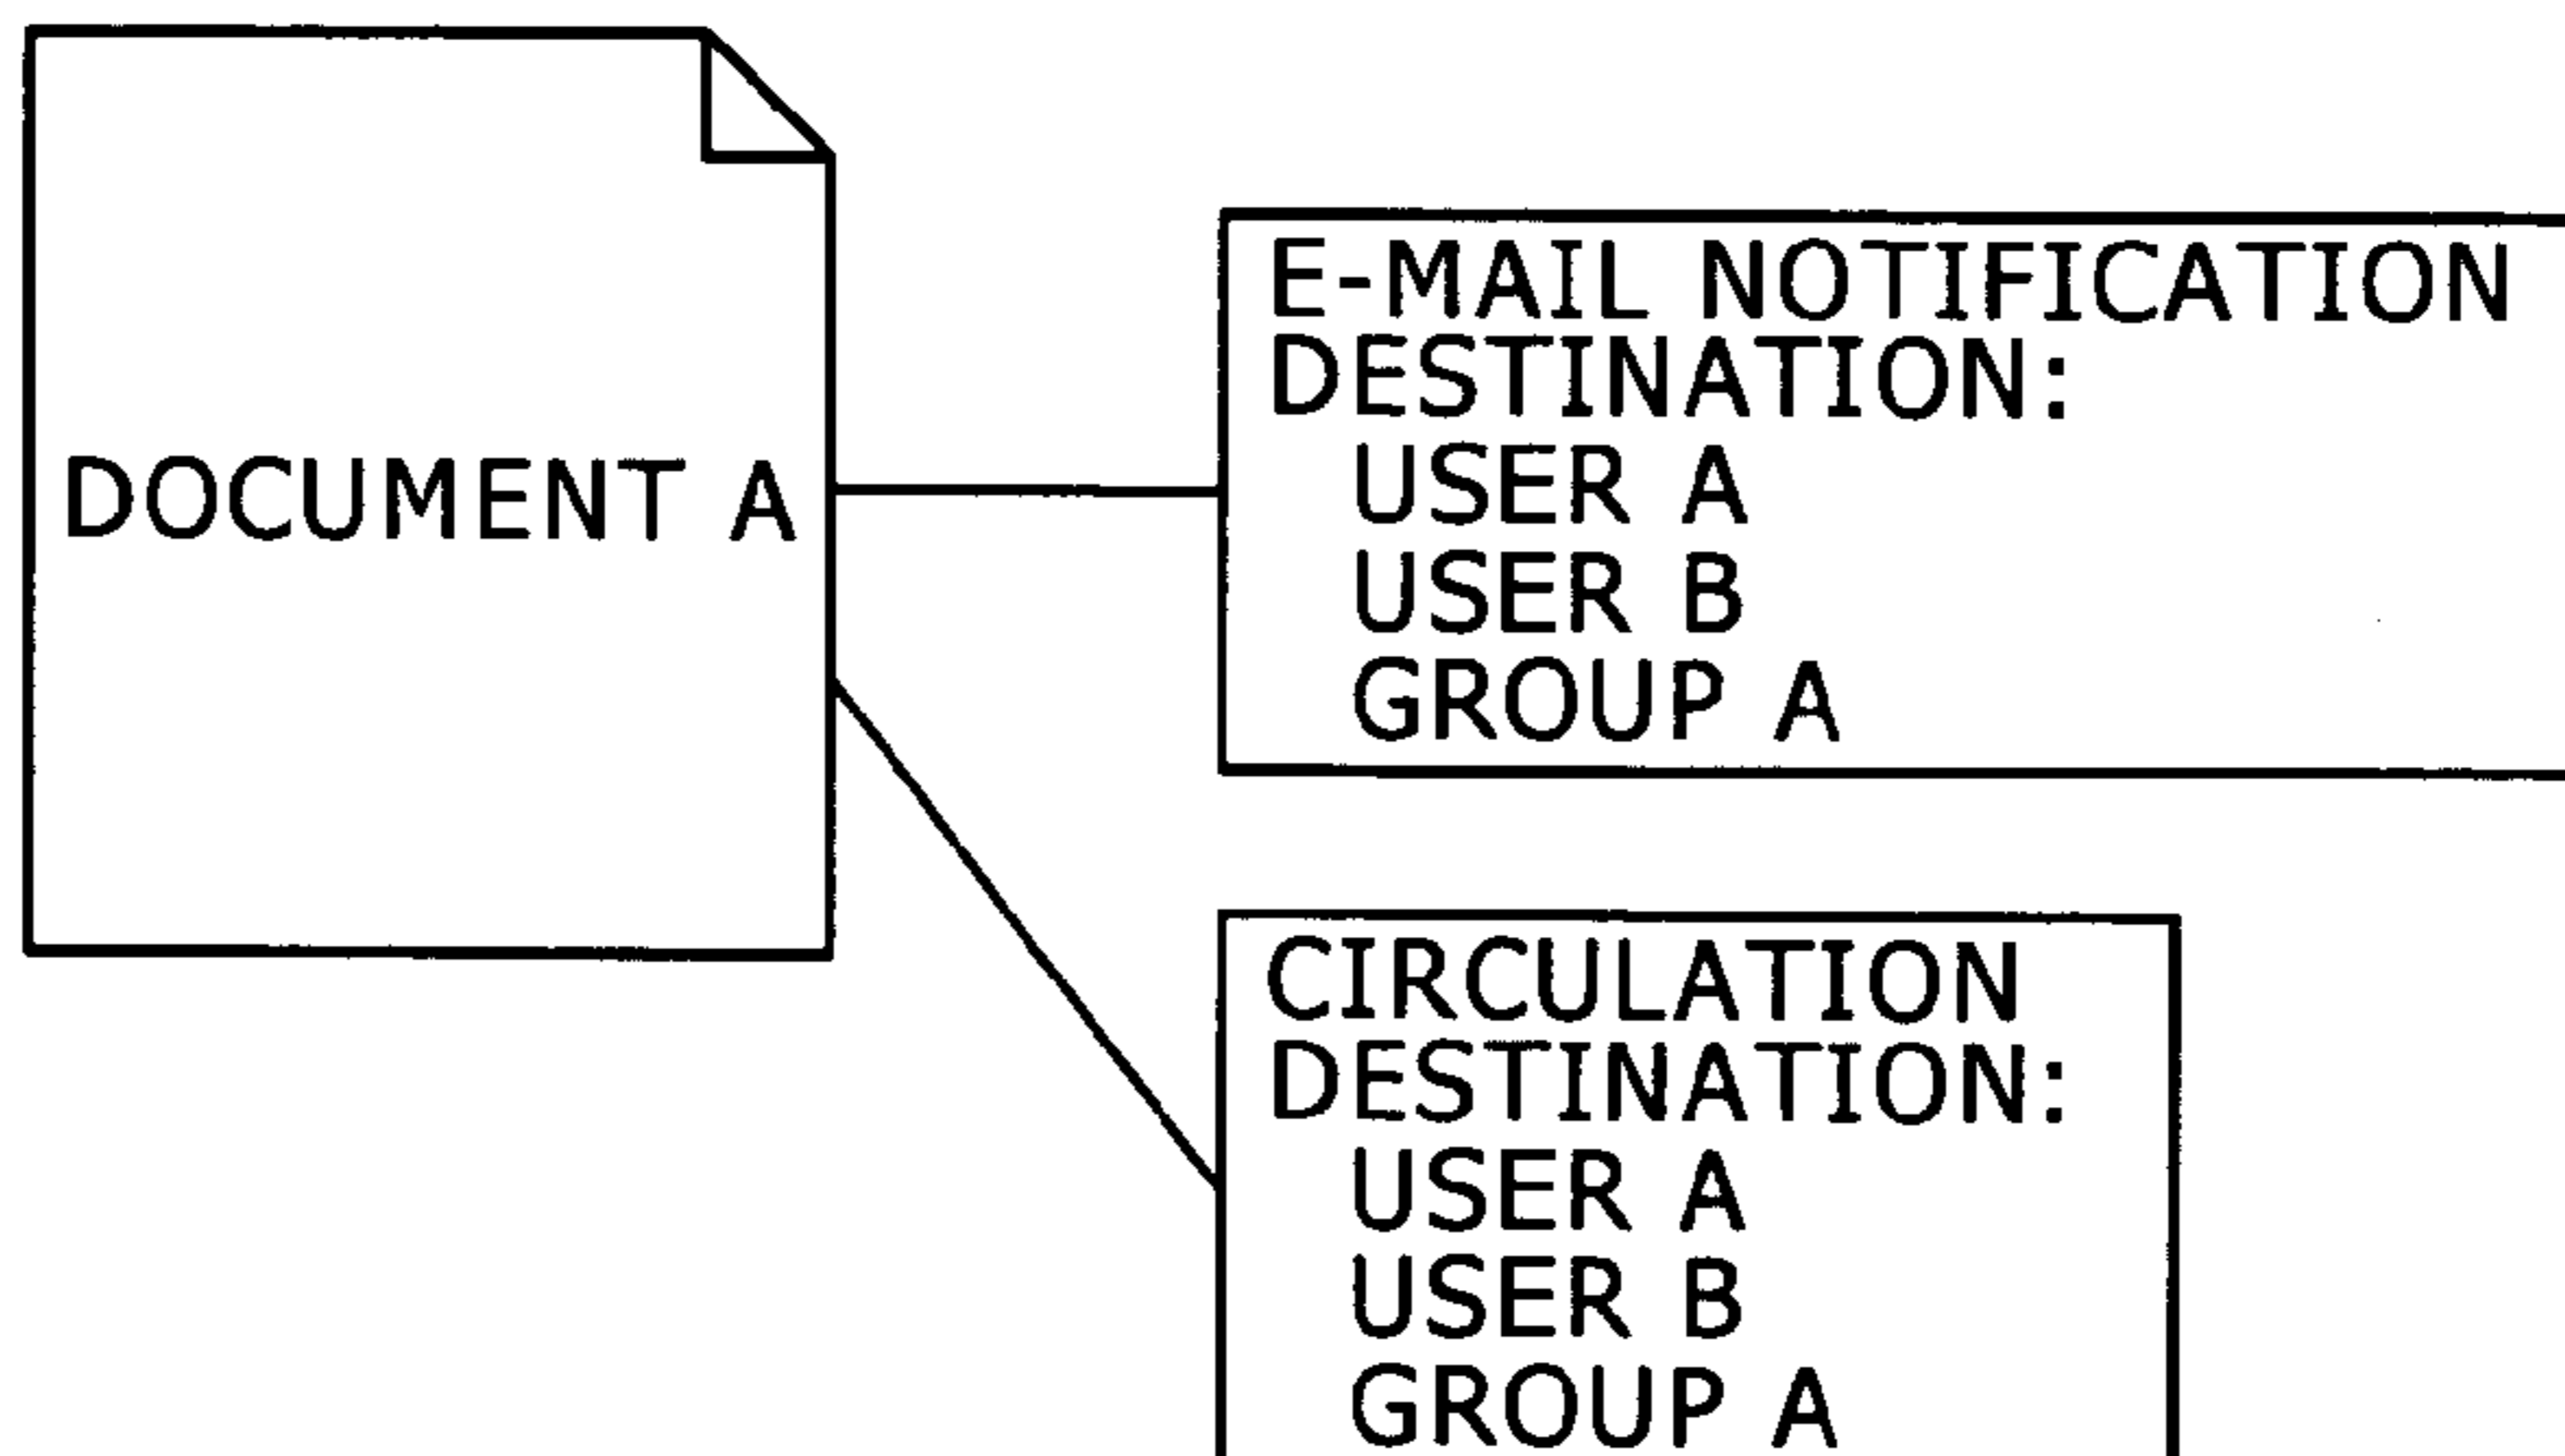 DOCUMENT A
E-MAIL NOTIFICATION
DESTINATION:
USER A
USER B
GROUP A
CIRCULATION
DESTINATION:
USER A
USER B
GROUP A